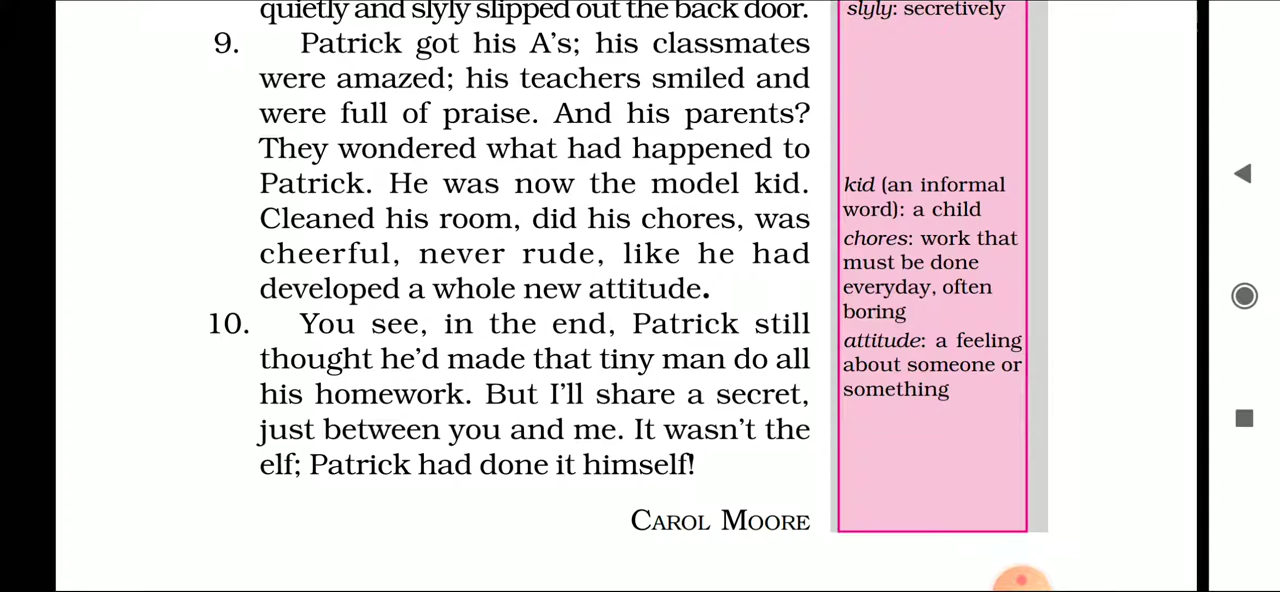 quietly and slyly slipped out the back door.
9. Patrick got his A's; his classmates
were amazed; his teachers smiled and
were full of praise. And his parents?
They wondered what had happened to
Patrick. He was now the model kid.
Cleaned his room, did his chores, was
cheerful, never rude, like he had
developed a whole new attitude.
10. You see, in the end, Patrick still
thought he'd made that tiny man do all
his homework. But I'll share a secret,
just between you and me. It wasn't the
elf; Patrick had done it himself!
CAROL MOORE
slyly: secretively
kid (an informal
word): a child
chores: work that
must be done
everyday, often
boring
attitude: a feeling
about someone or
something